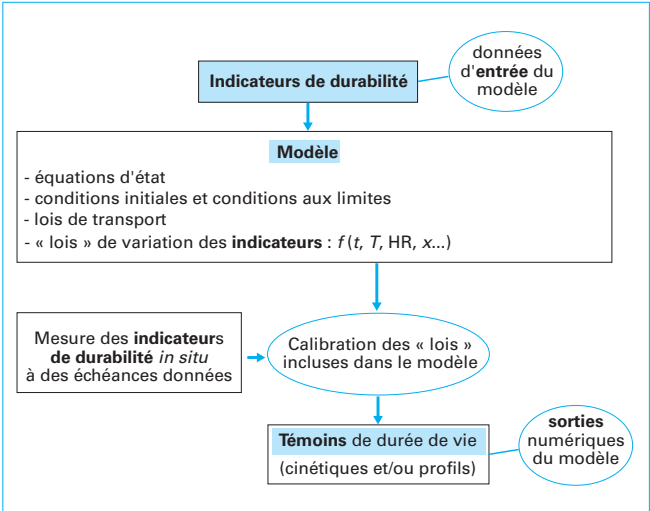 Indicateurs de durabilité
données
d'entrée du
modèle
Modèle
- équations d'état
- conditions initiales et conditions aux limites
- lois de transport
- « lois » de variation des indicateurs : f (t, T, HR, x...)
Mesure des indicateurs
de durabilité in situ
à des échéances données
Calibration des « lois »
incluses dans le modèle
Témoins de durée de vie
(cinétiques et/ou profils)
sorties
numériques
du modèle